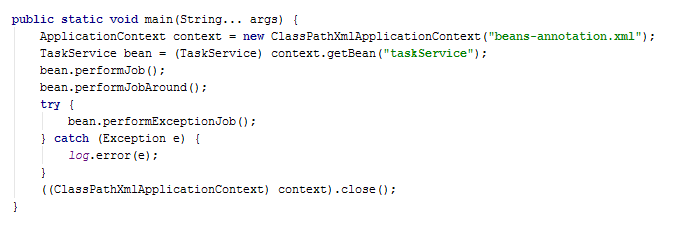 public static void main(String... args) {
    ApplicationContext context = new ClassPathXmlApplicationContext("beans-annotation.xml");
    TaskService bean = (TaskService) context.getBean("taskService");
    bean.performJob();
    bean.performJobAround();
    try {
        bean.performExceptionJob();
    } catch (Exception e) {
        log.error(e);
    }
    ((ClassPathXmlApplicationContext) context).close();
}